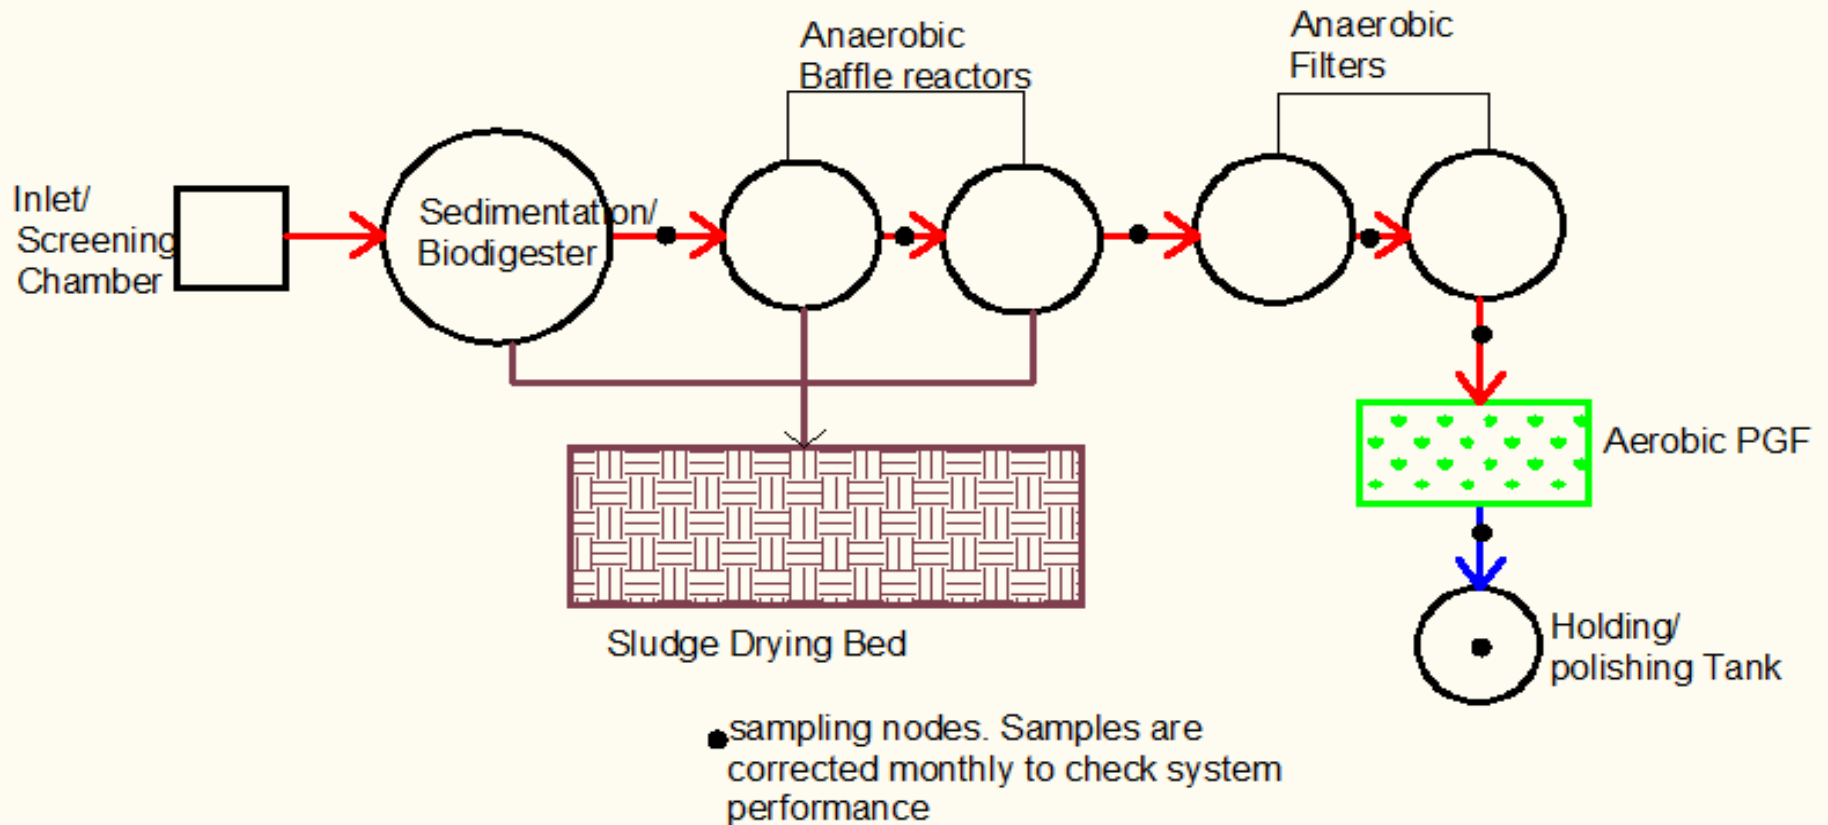 Anaerobic
Baffle reactors
Anaerobic
Filters
Inlet/
Screening
Chamber
Sedimentation/
Biodigester
Aerobic PGF
Sludge Drying Bed
Holding/
polishing Tank
sampling nodes. Samples are
corrected monthly to check system
performance